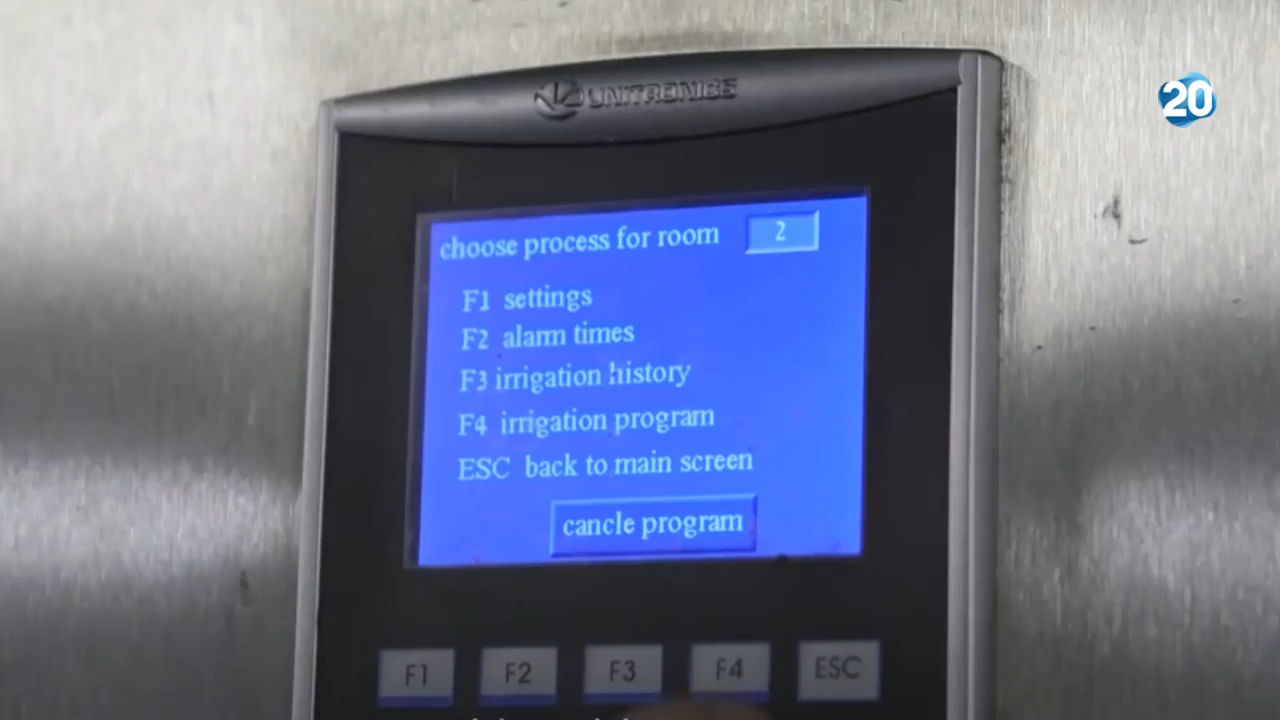 UNITRONICS
20
choose process for room 2
F1 settings
F2 alarm times
F3 irrigation history
F4 irrigation program
ESC back to main screen
cancle program
F1 F2 F3 F4 ESC